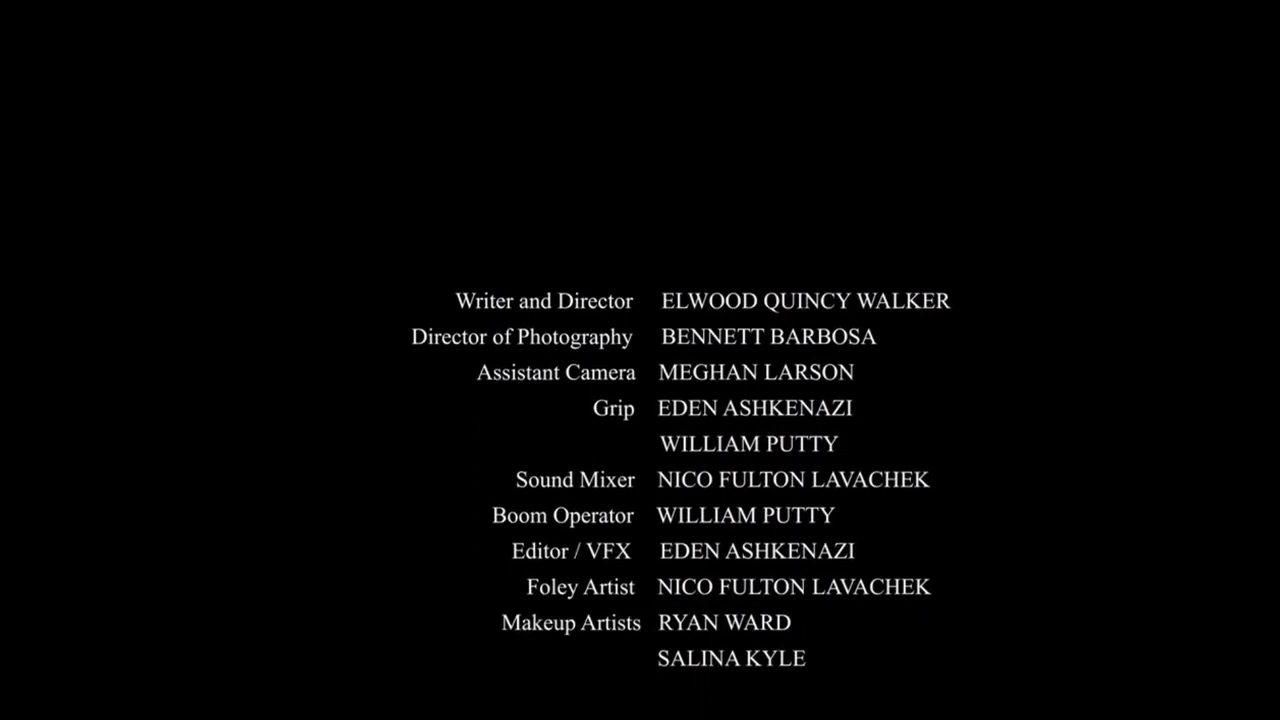 Writer and Director ELWOOD QUINCY WALKER
Director of Photography BENNETT BARBOSA
Assistant Camera MEGHAN LARSON
Grip EDEN ASHKENAZI
WILLIAM PUTTY
Sound Mixer NICO FULTON LAVACHEK
Boom Operator WILLIAM PUTTY
Editor / VFX EDEN ASHKENAZI
Foley Artist NICO FULTON LAVACHEK
Makeup Artists RYAN WARD
SALINA KYLE